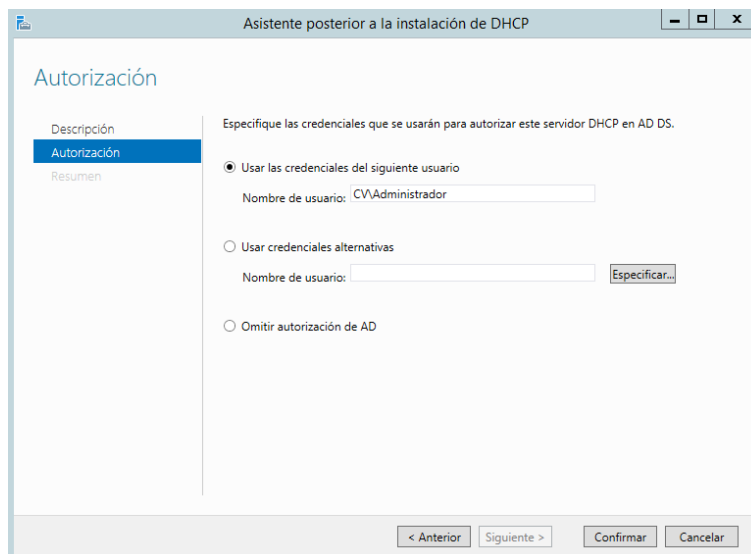 Asistente posterior a la instalación de DHCP
Autorización
Descripción
Autorización
Resumen
Especifique las credenciales que se usarán para autorizar este servidor DHCP en AD DS.
Usar las credenciales del siguiente usuario
Nombre de usuario: CV\Administrador
Usar credenciales alternativas
Nombre de usuario:
Especificar...
Omitir autorización de AD
< Anterior Siguiente > Confirmar Cancelar